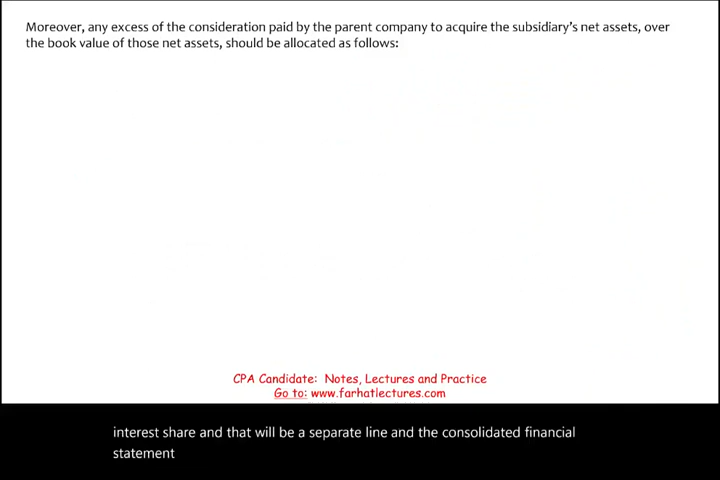 Moreover, any excess of the consideration paid by the parent company to acquire the subsidiary's net assets, over
the book value of those net assets, should be allocated as follows:
CPA Candidate: Notes, Lectures and Practice
Go to: www.farhatlectures.com
interest share and that will be a separate line and the consolidated financial
statement